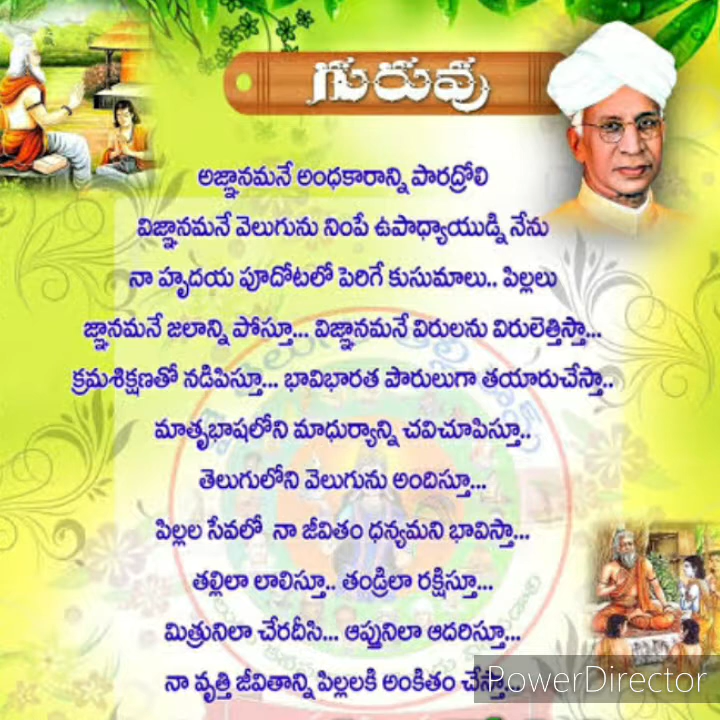 గురువు
అజ్ఞానమనే అంధకారాన్ని పారద్రోలి
విజ్ఞానమనే వెలుగును నింపే ఉపాధ్యాయుడ్ని నేను
నా హృదయ పూదోటలో పెరిగే కుసుమాలు.. పిల్లలు
జ్ఞానమనే జలాన్ని పోస్తూ... విజ్ఞానమనే విరులను విరులెత్తిస్తా...
క్రమశిక్షణతో నడిపిస్తూ... భావిభారత పౌరులుగా తయారుచేస్తా..
మాతృభాషలోని మాధుర్యాన్ని చవిచూపిస్తూ..
తెలుగులోని వెలుగును అందిస్తూ...
పిల్లల సేవలో నా జీవితం ధన్యమని భావిస్తా...
తల్లిలా లాలిస్తూ.. తండ్రిలా రక్షిస్తూ...
మిత్రునిలా చేరదీసి... ఆప్తునిలా ఆదరిస్తూ...
నా వృత్తి జీవితాన్ని పిల్లలకి అంకితం చేస్తా...
PowerDirector